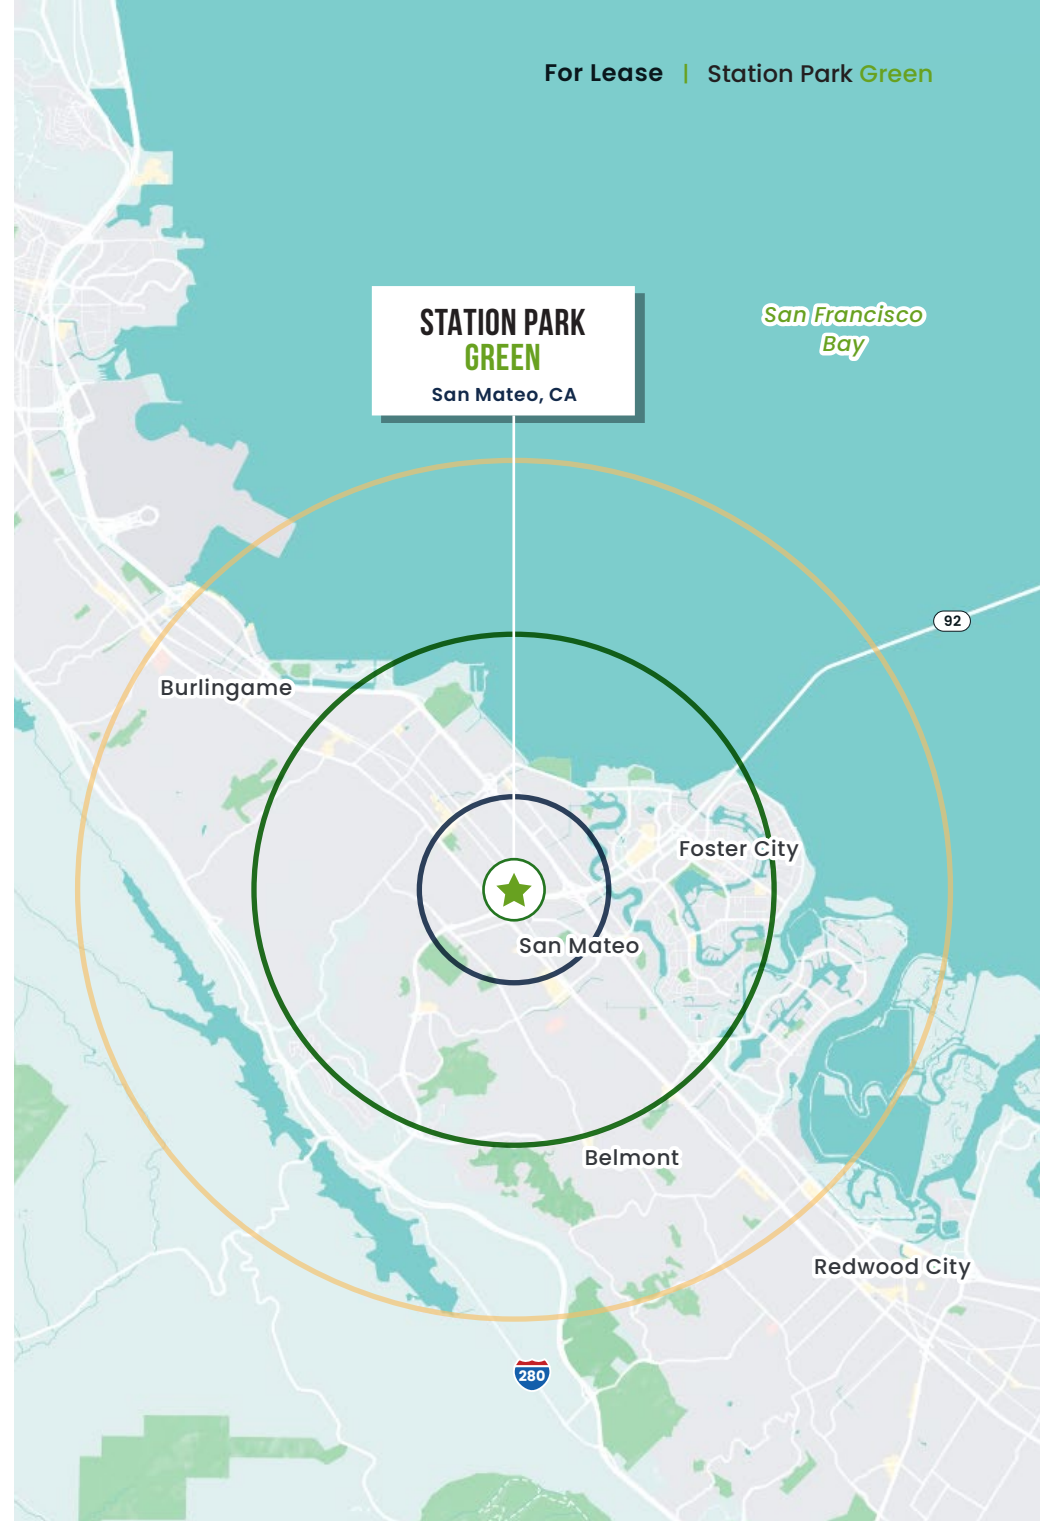 For Lease | Station Park Green
STATION PARK
GREEN
San Mateo, CA
San Francisco
Bay
92
Burlingame
Foster City
San Mateo
Belmont
Redwood City
280